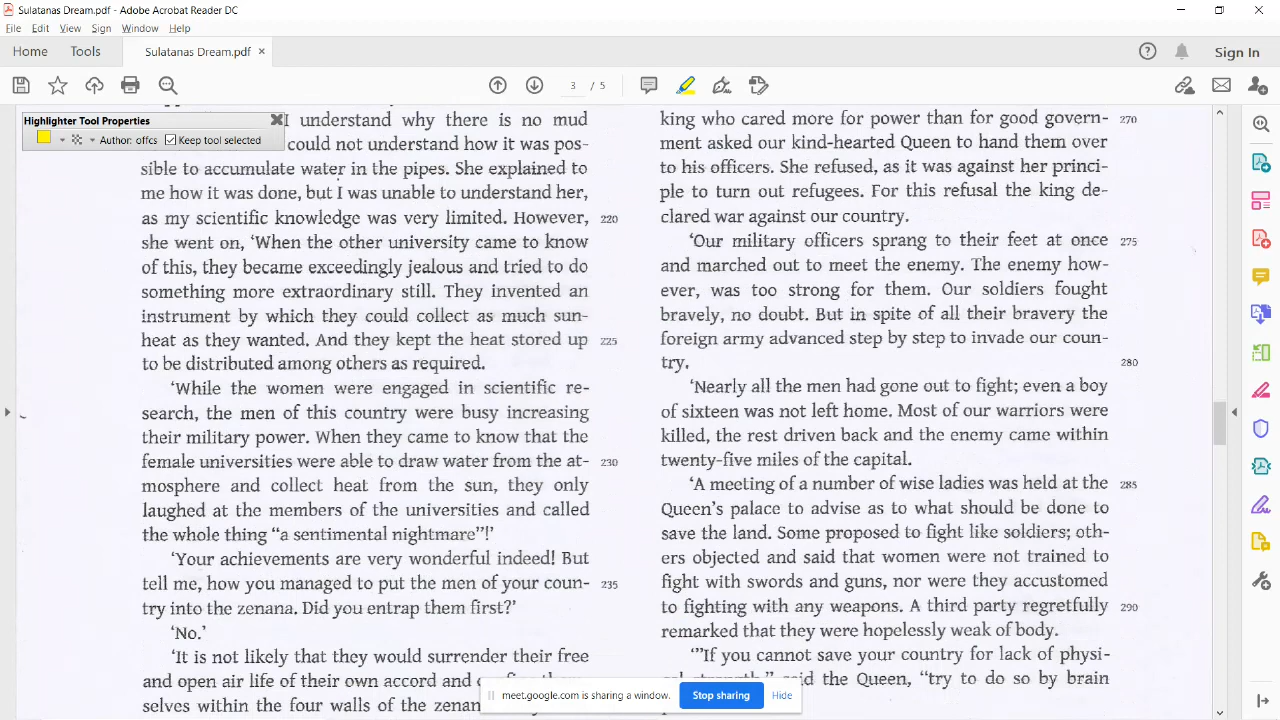 Sulatanas Dream.pdf - Adobe Acrobat Reader DC
File Edit View Sign Window Help
Home Tools Sulatanas Dream.pdf × Sign In
3 / 5
Highlighter Tool Properties
Author: offcs Keep tool selected
I understand why there is no mud
could not understand how it was pos-
sible to accumulate water in the pipes. She explained to
me how it was done, but I was unable to understand her,
as my scientific knowledge was very limited. However, 220
she went on, ‘When the other university came to know
of this, they became exceedingly jealous and tried to do
something more extraordinary still. They invented an
instrument by which they could collect as much sun-
heat as they wanted. And they kept the heat stored up 225
to be distributed among others as required.
‘While the women were engaged in scientific re-
search, the men of this country were busy increasing
their military power. When they came to know that the
female universities were able to draw water from the at- 230
mosphere and collect heat from the sun, they only
laughed at the members of the universities and called
the whole thing “a sentimental nightmare”!’
‘Your achievements are very wonderful indeed! But
tell me, how you managed to put the men of your coun- 235
try into the zenana. Did you entrap them first?’
‘No.’
‘It is not likely that they would surrender their free
and open air life of their own accord and
selves within the four walls of the
king who cared more for power than for good govern- 270
ment asked our kind-hearted Queen to hand them over
to his officers. She refused, as it was against her princi-
ple to turn out refugees. For this refusal the king de-
clared war against our country.
‘Our military officers sprang to their feet at once 275
and marched out to meet the enemy. The enemy how-
ever, was too strong for them. Our soldiers fought
bravely, no doubt. But in spite of all their bravery the
foreign army advanced step by step to invade our coun-
try. 280
‘Nearly all the men had gone out to fight; even a boy
of sixteen was not left home. Most of our warriors were
killed, the rest driven back and the enemy came within
twenty-five miles of the capital.
‘A meeting of a number of wise ladies was held at the 285
Queen’s palace to advise as to what should be done to
save the land. Some proposed to fight like soldiers; oth-
ers objected and said that women were not trained to
fight with swords and guns, nor were they accustomed
to fighting with any weapons. A third party regretfully 290
remarked that they were hopelessly weak of body.
‘”If you cannot save your country for lack of physi-
the Queen, “try to do so by brain
meet.google.com is sharing a window. Stop sharing Hide